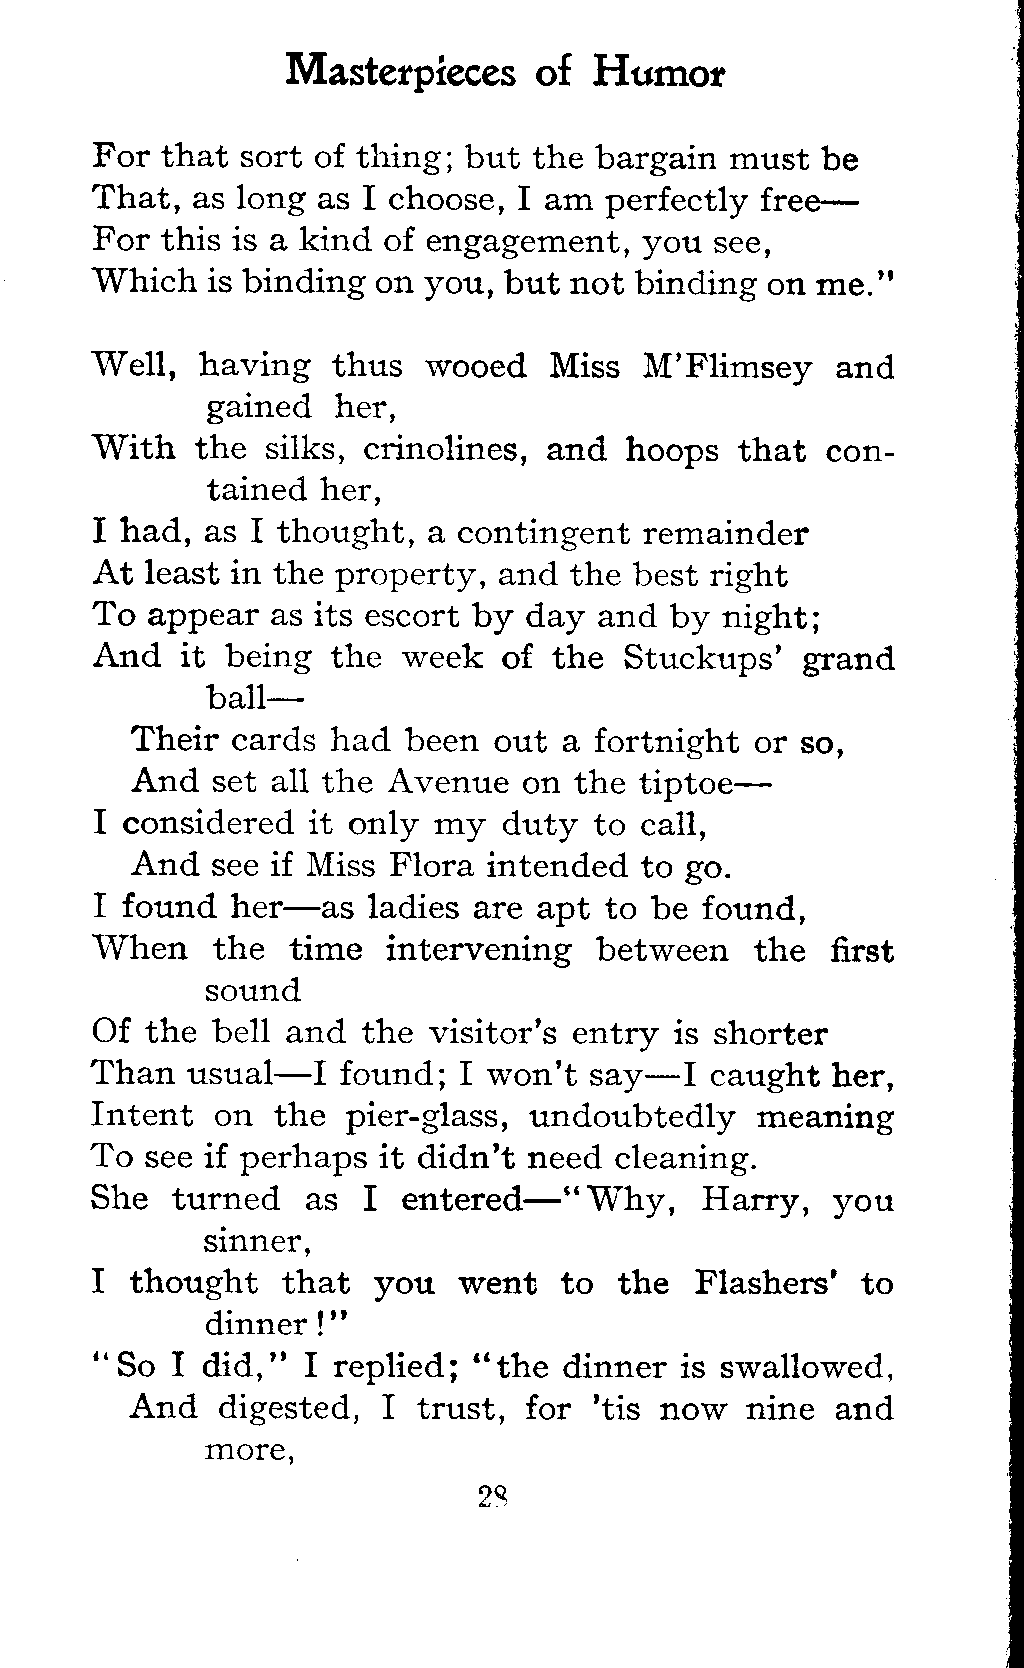 Masterpieces of Humor
For that sort of thing; but the bargain must be
That, as long as I choose, I am perfectly free—
For this is a kind of engagement, you see,
Which is binding on you, but not binding on me."
Well, having thus wooed Miss M'Flimsey and
gained her,
With the silks, crinolines, and hoops that con-
tained her,
I had, as I thought, a contingent remainder
At least in the property, and the best right
To appear as its escort by day and by night;
And it being the week of the Stuckups' grand
ball—
Their cards had been out a fortnight or so,
And set all the Avenue on the tiptoe—
I considered it only my duty to call,
And see if Miss Flora intended to go.
I found her—as ladies are apt to be found,
When the time intervening between the first
sound
Of the bell and the visitor's entry is shorter
Than usual—I found; I won't say—I caught her,
Intent on the pier-glass, undoubtedly meaning
To see if perhaps it didn't need cleaning.
She turned as I entered—"Why, Harry, you
sinner,
I thought that you went to the Flashers' to
dinner!"
"So I did," I replied; "the dinner is swallowed,
And digested, I trust, for 'tis now nine and
more,
28